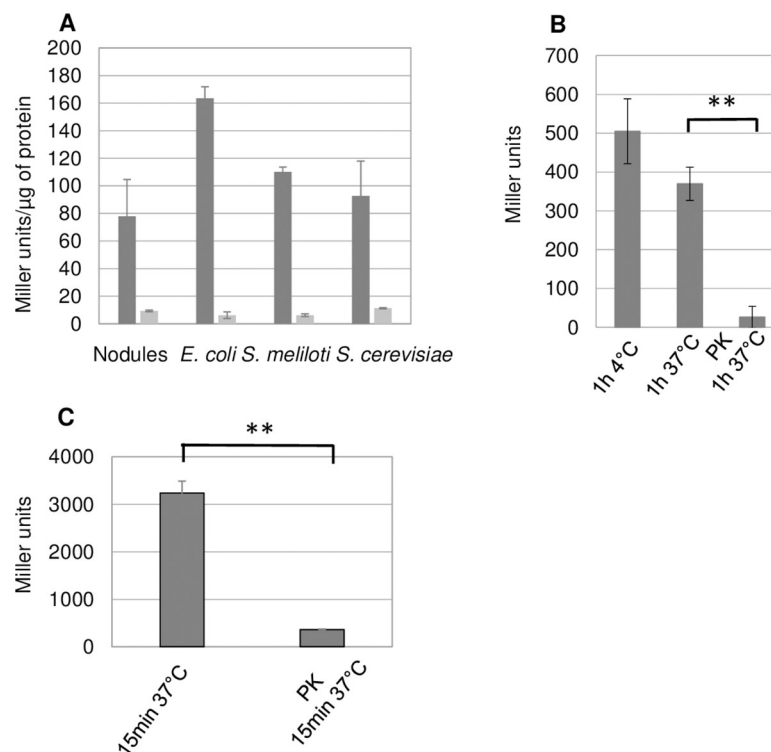 A
200
180
160
140
120
100
80
60
40
20
0
Miller units/µg of protein
Nodules E. coli S. meliloti S. cerevisiae
B
700
600
500
400
300
200
100
0
Miller units
**
1h 4°C
1h 37°C
PK
1h 37°C
C
4000
3000
2000
1000
0
Miller units
**
15min 37°C
PK
15min 37°C